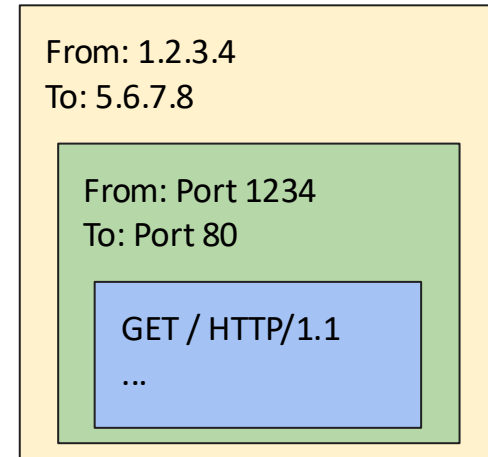 From: 1.2.3.4
To: 5.6.7.8
From: Port 1234
To: Port 80
GET / HTTP/1.1
...